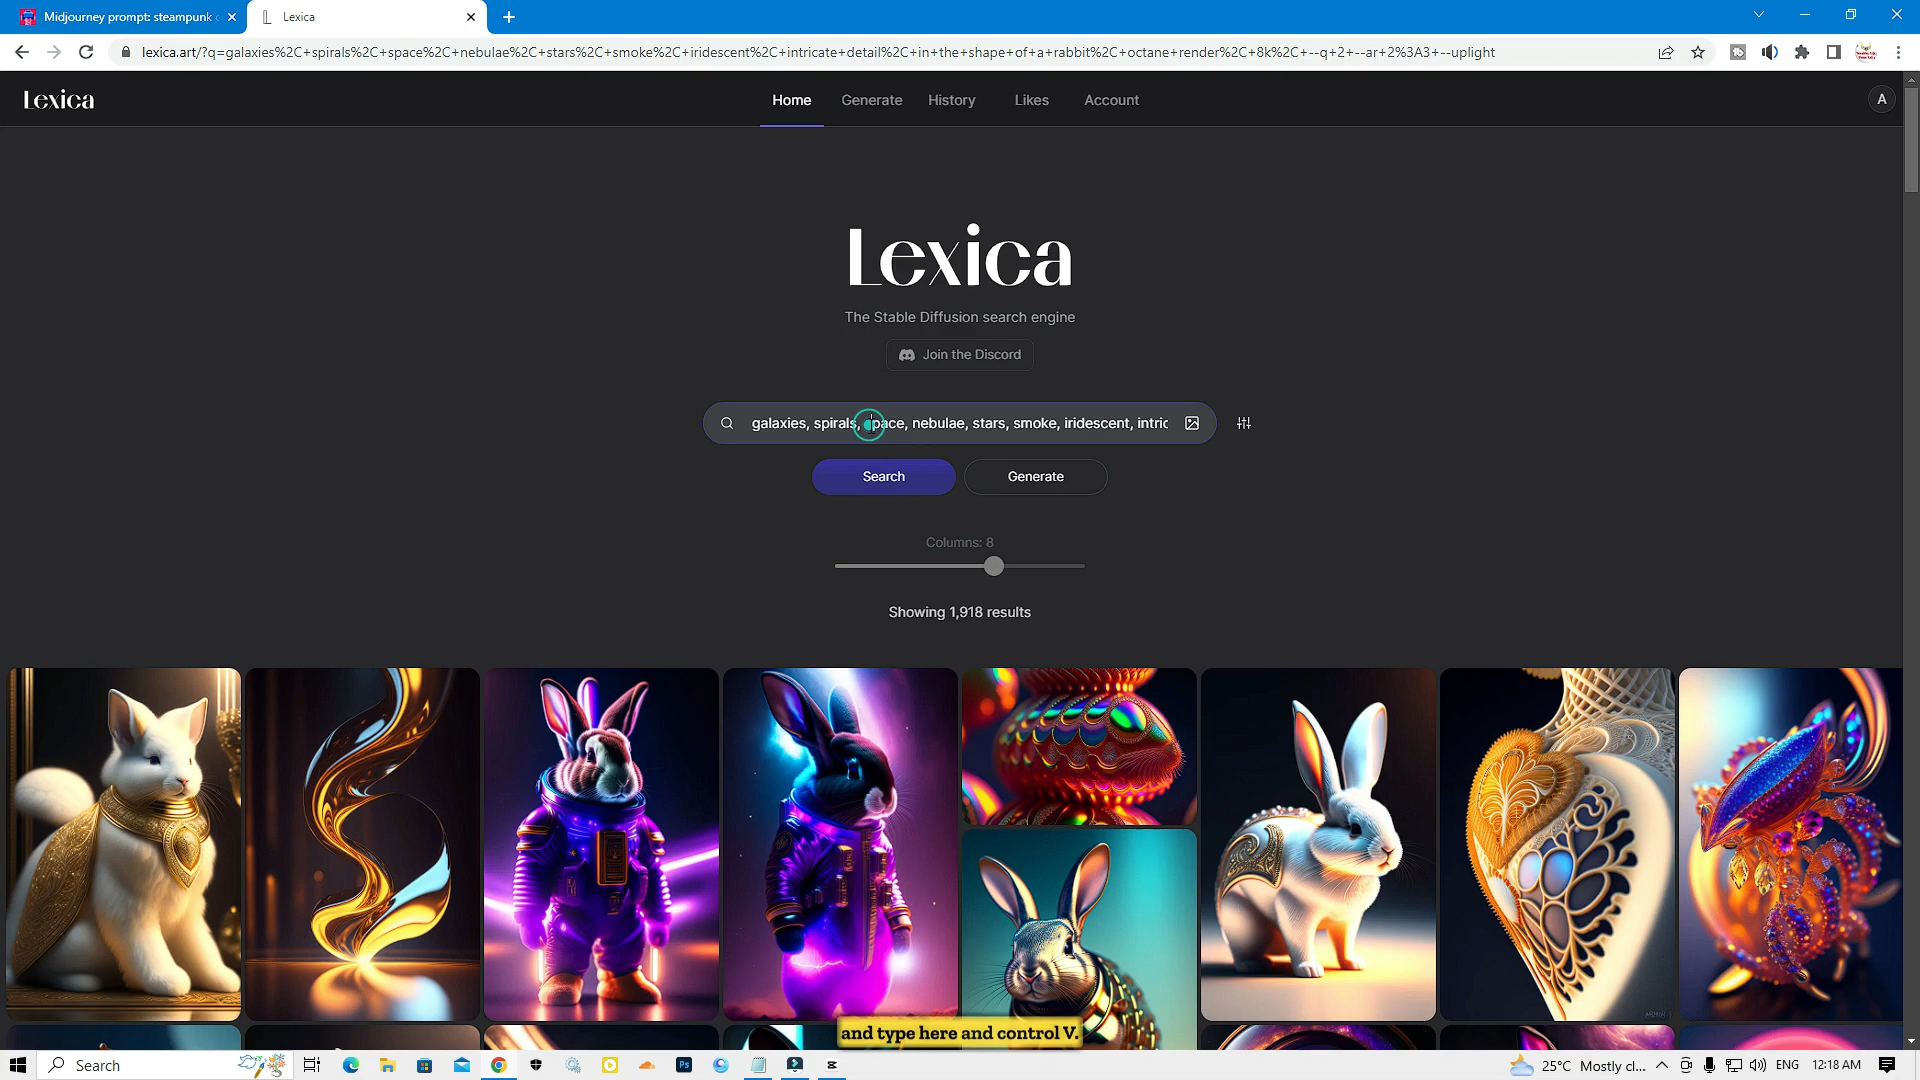 Midjourney prompt: steampunk
Lexica
lexica.art/?q=galaxies%2C+spirals%2C+space%2C+nebulae%2C+stars%2C+smoke%2C+iridescent%2C+intricate+detail%2C+in+the+shape+of+a+rabbit%2C+octane+render%2C+8k%2C+--q+2+--ar+2%3A3+--uplight
Lexica
Home
Generate
History
Likes
Account
A
Lexica
The Stable Diffusion search engine
Join the Discord
galaxies, spirals, space, nebulae, stars, smoke, iridescent, intric
Search
Generate
Columns: 8
Showing 1,918 results
and type here and control V.
Search
Ps
25°C Mostly cl...
ENG
12:18 AM